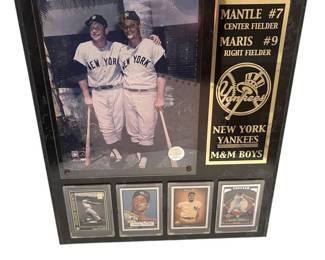 MANTLE #7
CENTER FIELDER
MARIS #9
RIGHT FIELDER
Yankees
NEW YORK
YANKEES
M&M BOYS
NEW YORK
NEW YORK